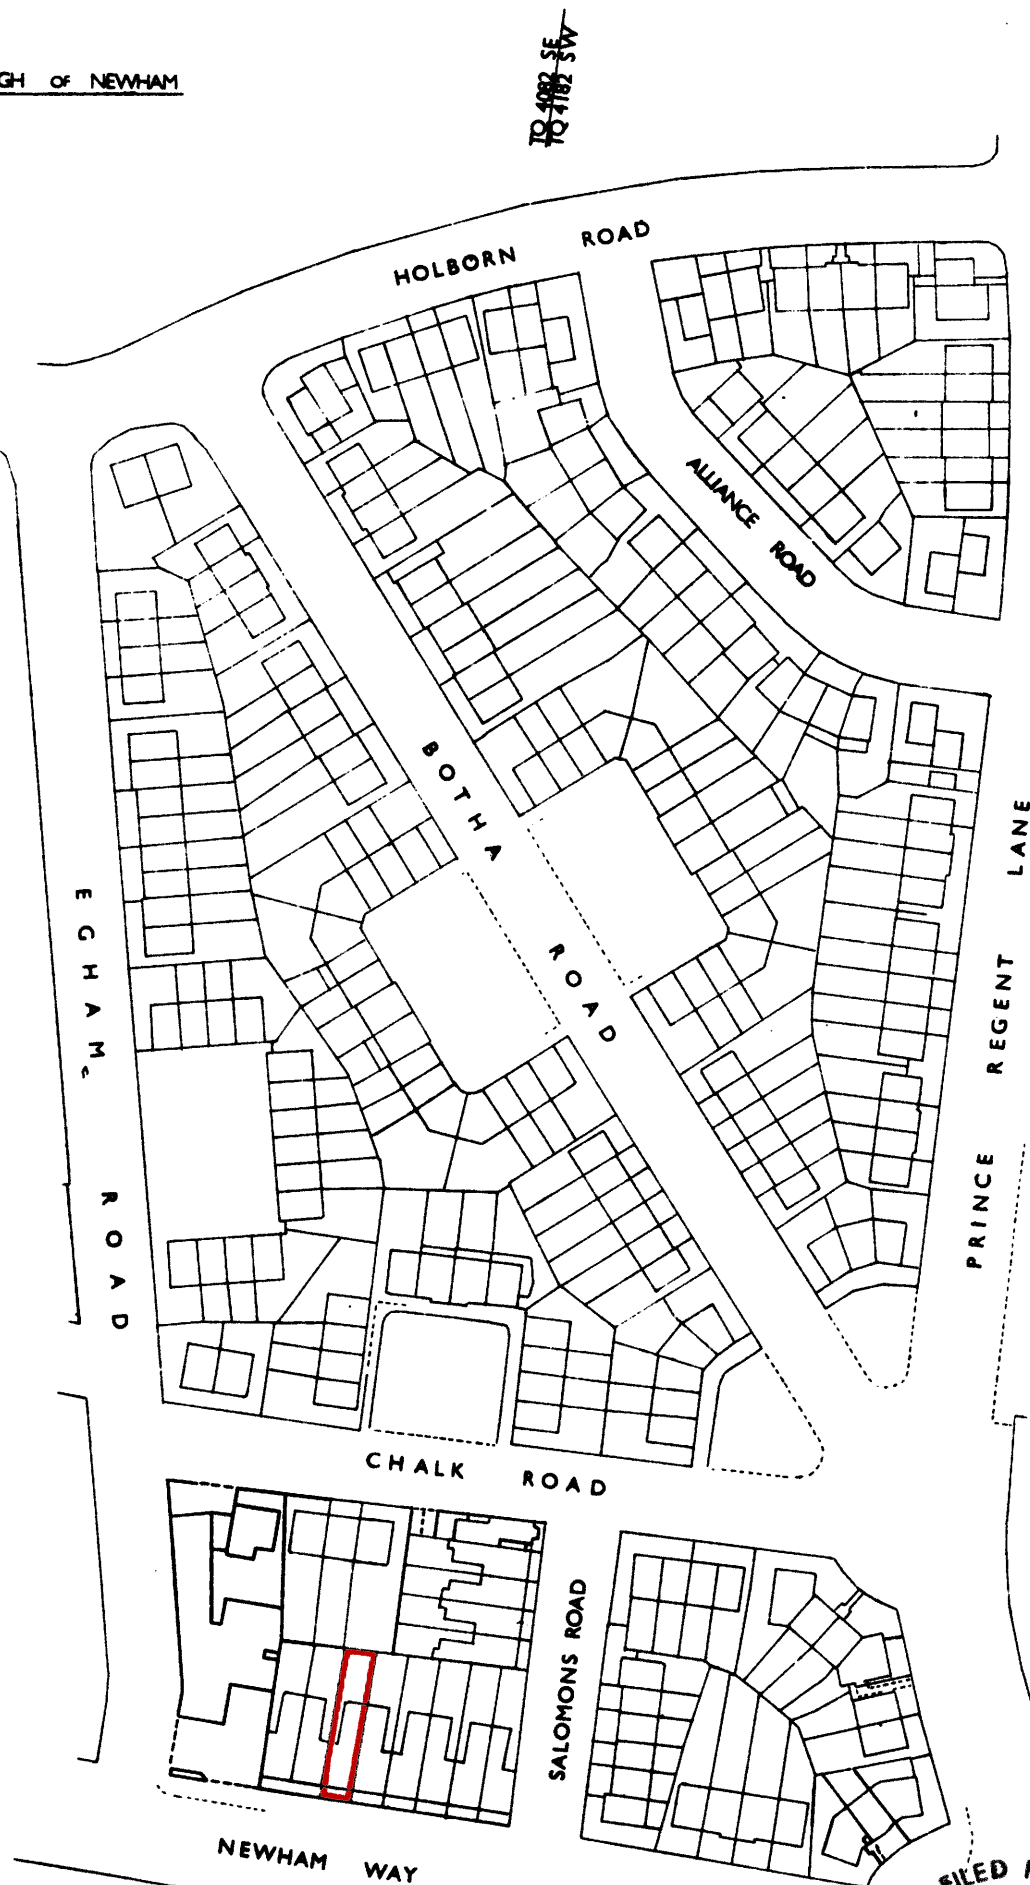 GH OF NEWHAM
TQ 4082 SE
TQ 4182 SW
HOLBORN ROAD
ALLIANCE ROAD
BOTHA ROAD
EGHAM ROAD
PRINCE REGENT LANE
CHALK ROAD
SALOMONS ROAD
NEWHAM WAY